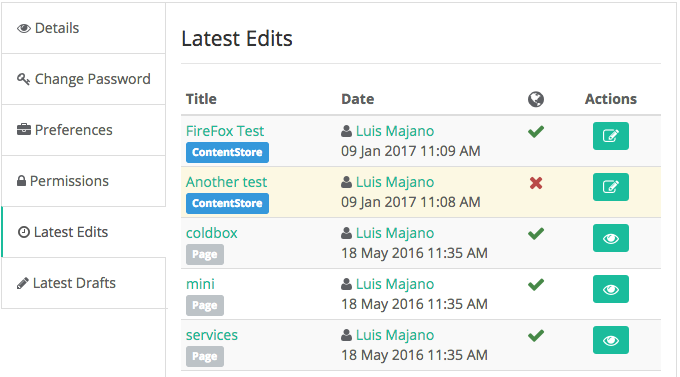 Details
Change Password
Preferences
Permissions
Latest Edits
Latest Drafts
Latest Edits
Title Date Actions
FireFox Test Luis Majano
ContentStore 09 Jan 2017 11:09 AM
Another test Luis Majano
ContentStore 09 Jan 2017 11:08 AM
coldbox Luis Majano
Page 18 May 2016 11:35 AM
mini Luis Majano
Page 18 May 2016 11:35 AM
services Luis Majano
Page 18 May 2016 11:35 AM